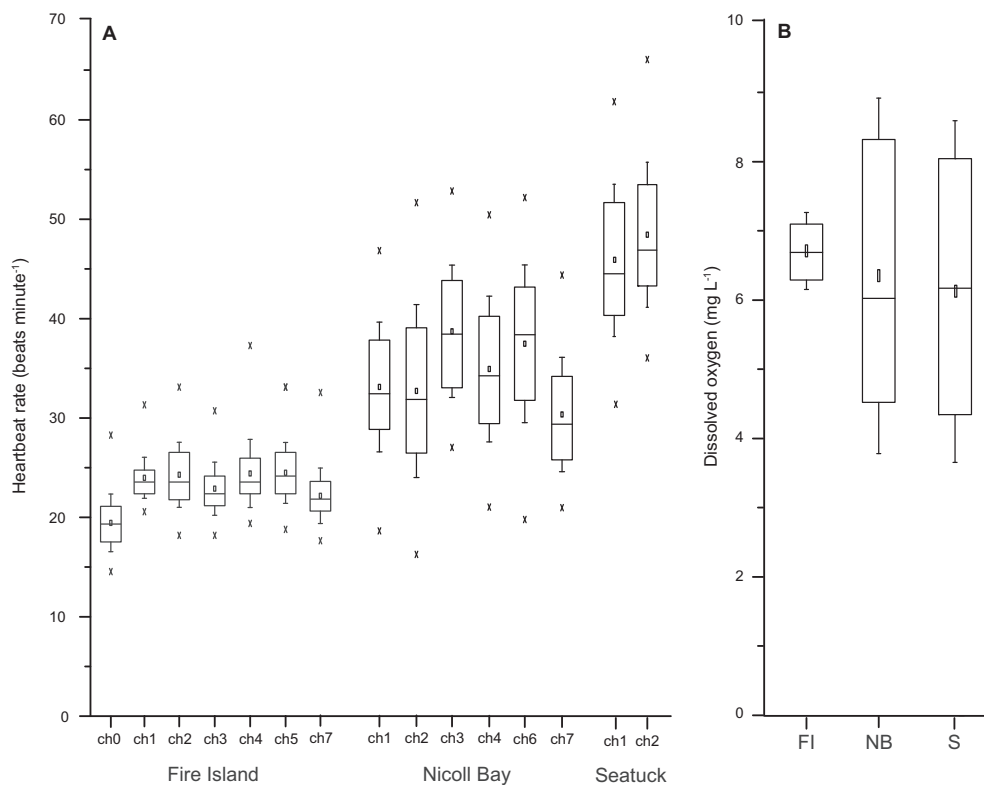 A
70
60
50
40
30
20
10
0
Heartbeat rate (beats minute⁻¹)
ch0 ch1 ch2 ch3 ch4 ch5 ch7 ch1 ch2 ch3 ch4 ch6 ch7 ch1 ch2
Fire Island Nicoll Bay Seatuck
B
10
8
6
4
2
0
Dissolved oxygen (mg L⁻¹)
FI NB S